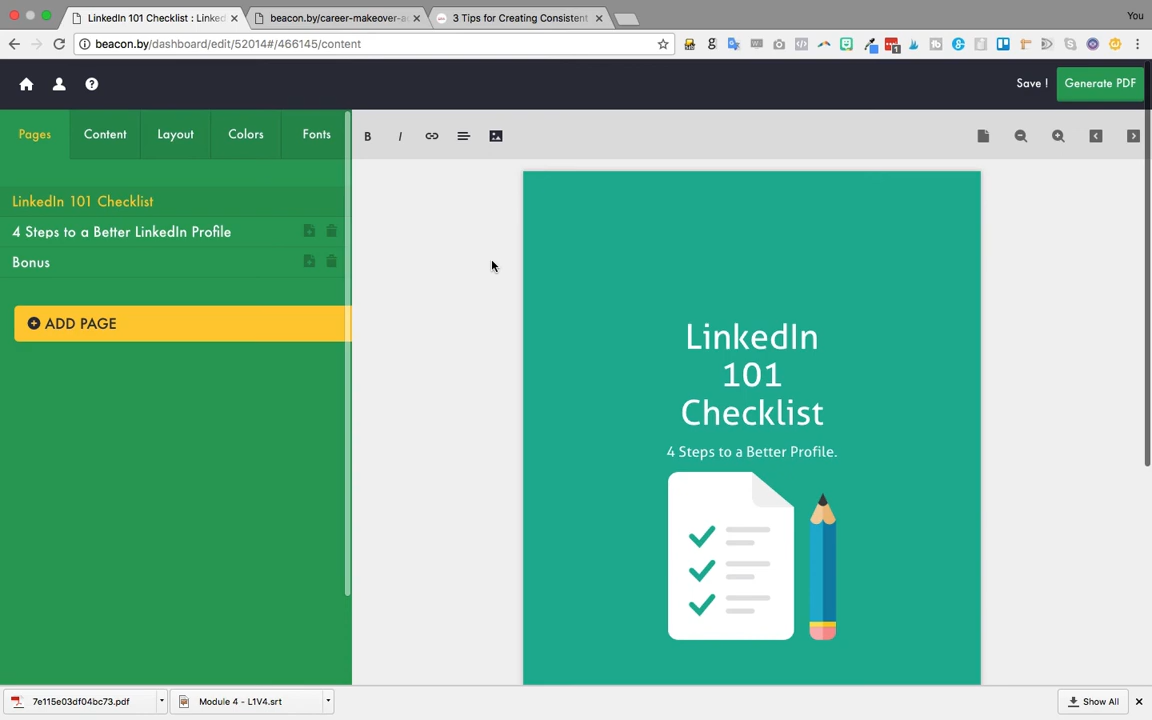 LinkedIn 101 Checklist : Linked
beacon.by/career-makeover-a
3 Tips for Creating Consistent
You
beacon.by/dashboard/edit/52014#/466145/content
1
Save !
Generate PDF
Pages
Content
Layout
Colors
Fonts
B
I
LinkedIn 101 Checklist
4 Steps to a Better LinkedIn Profile
Bonus
ADD PAGE
LinkedIn
101
Checklist
4 Steps to a Better Profile.
7e115e03df04bc73.pdf
Module 4 - L1V4.srt
Show All